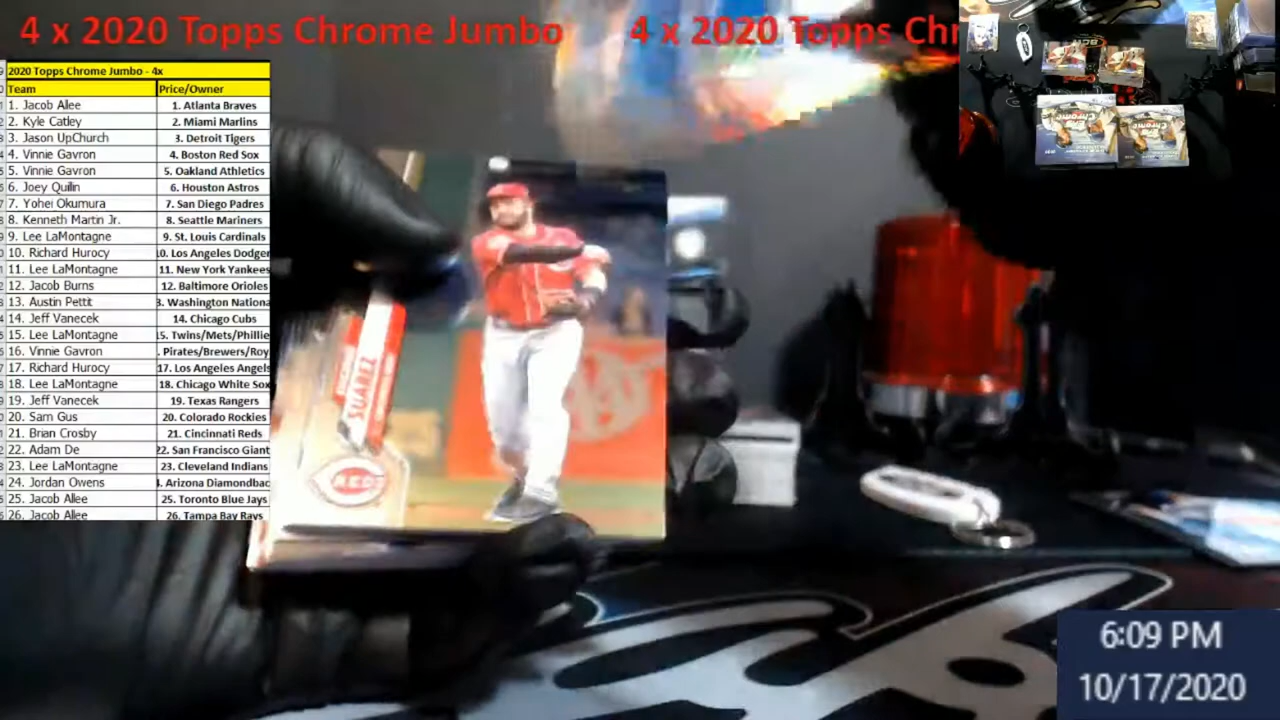 4 x 2020 Topps Chrome Jumbo 4 x 2020 Topps Chr
2020 Topps Chrome Jumbo - 4x
Team Price/Owner
1. Jacob Allee 1. Atlanta Braves
2. Kyle Catley 2. Miami Marlins
3. Jason UpChurch 3. Detroit Tigers
4. Vinnie Gavron 4. Boston Red Sox
5. Vinnie Gavron 5. Oakland Athletics
6. Joey Quilin 6. Houston Astros
7. Yohei Okumura 7. San Diego Padres
8. Kenneth Martin Jr. 8. Seattle Mariners
9. Lee LaMontagne 9. St. Louis Cardinals
10. Richard Hurocy 10. Los Angeles Dodger
11. Lee LaMontagne 11. New York Yankees
12. Jacob Burns 12. Baltimore Orioles
13. Austin Pettit 3. Washington Nationa
14. Jeff Vanecek 14. Chicago Cubs
15. Lee LaMontagne 15. Twins/Mets/Phillie
16. Vinnie Gavron . Pirates/Brewers/Roy
17. Richard Hurocy 17. Los Angeles Angels
18. Lee LaMontagne 18. Chicago White Sox
19. Jeff Vanecek 19. Texas Rangers
20. Sam Gus 20. Colorado Rockies
21. Brian Crosby 21. Cincinnati Reds
22. Adam De 22. San Francisco Giant
23. Lee LaMontagne 23. Cleveland Indians
24. Jordan Owens . Arizona Diamondbac
25. Jacob Allee 25. Toronto Blue Jays
26. Jacob Allee 26. Tampa Bay Rays
SUAREZ
REDS
6:09 PM
10/17/2020